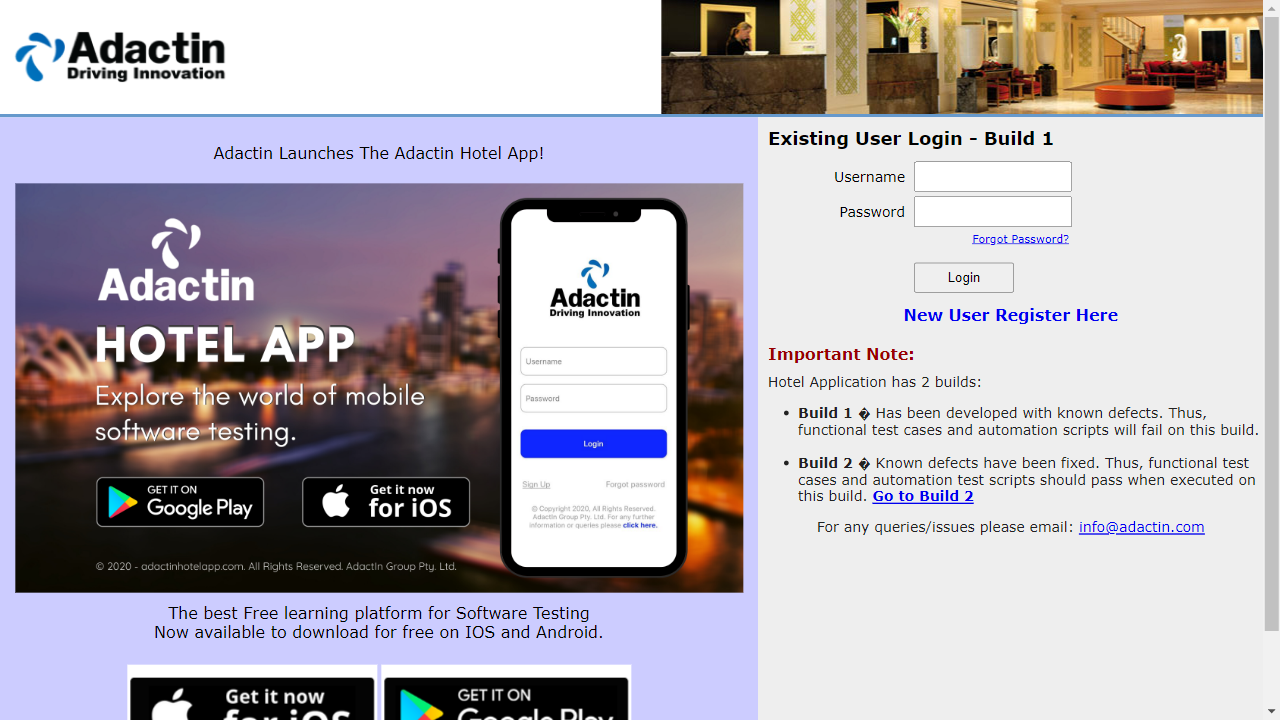 Adactin
Driving Innovation
Adactin Launches The Adactin Hotel App!
Adactin
HOTEL APP
Explore the world of mobile
software testing.
GET IT ON
Google Play
Get it now
for iOS
© 2020 - adactinhotelapp.com. All Rights Reserved. AdactIn Group Pty. Ltd.
Adactin
Driving Innovation
Username
Password
Login
Sign Up
Forgot password
© Copyright 2020, All Rights Reserved.
AdactIn Group Pty. Ltd. For any further
information or queries please click here.
The best Free learning platform for Software Testing
Now available to download for free on IOS and Android.
Get it now
for iOS
GET IT ON
Google Play
Existing User Login - Build 1
Username
Password
Forgot Password?
Login
New User Register Here
Important Note:
Hotel Application has 2 builds:
• Build 1 � Has been developed with known defects. Thus,
functional test cases and automation scripts will fail on this build.
• Build 2 � Known defects have been fixed. Thus, functional test
cases and automation test scripts should pass when executed on
this build. Go to Build 2
For any queries/issues please email: info@adactin.com